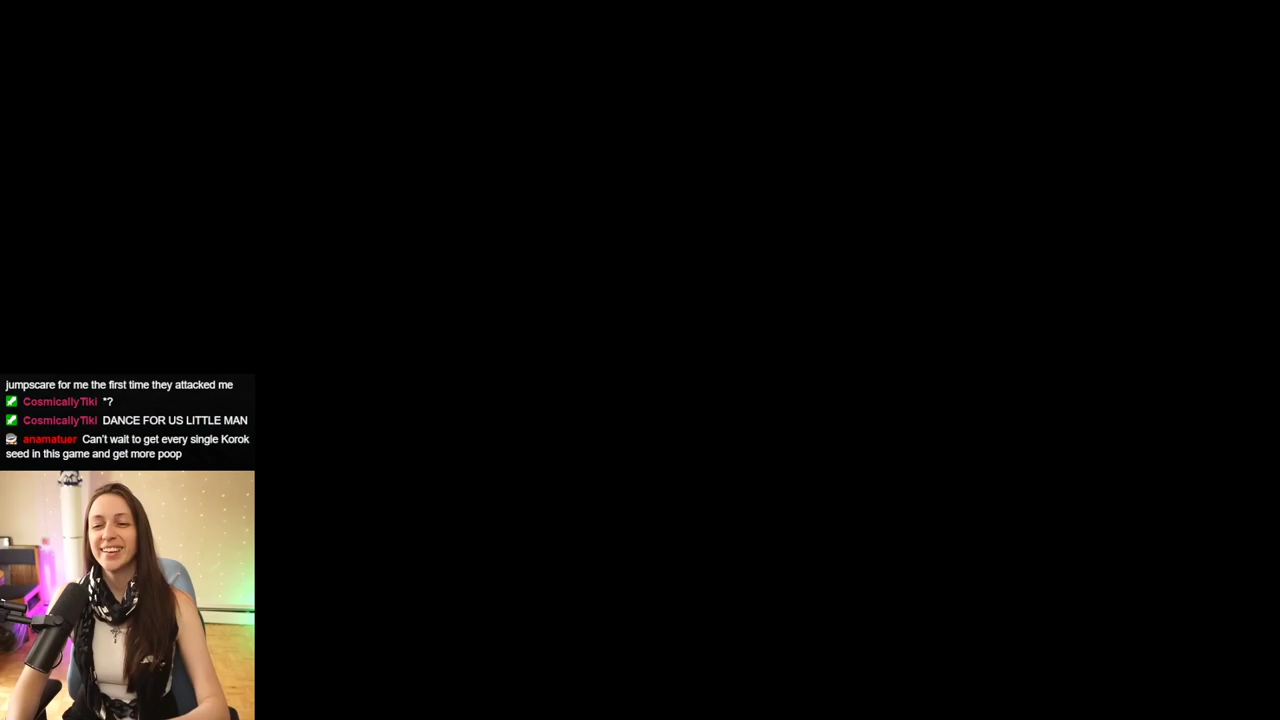 jumpscare for me the first time they attacked me
CosmicallyTiki *?
CosmicallyTiki DANCE FOR US LITTLE MAN
anamatuer Can't wait to get every single Korok
seed in this game and get more poop